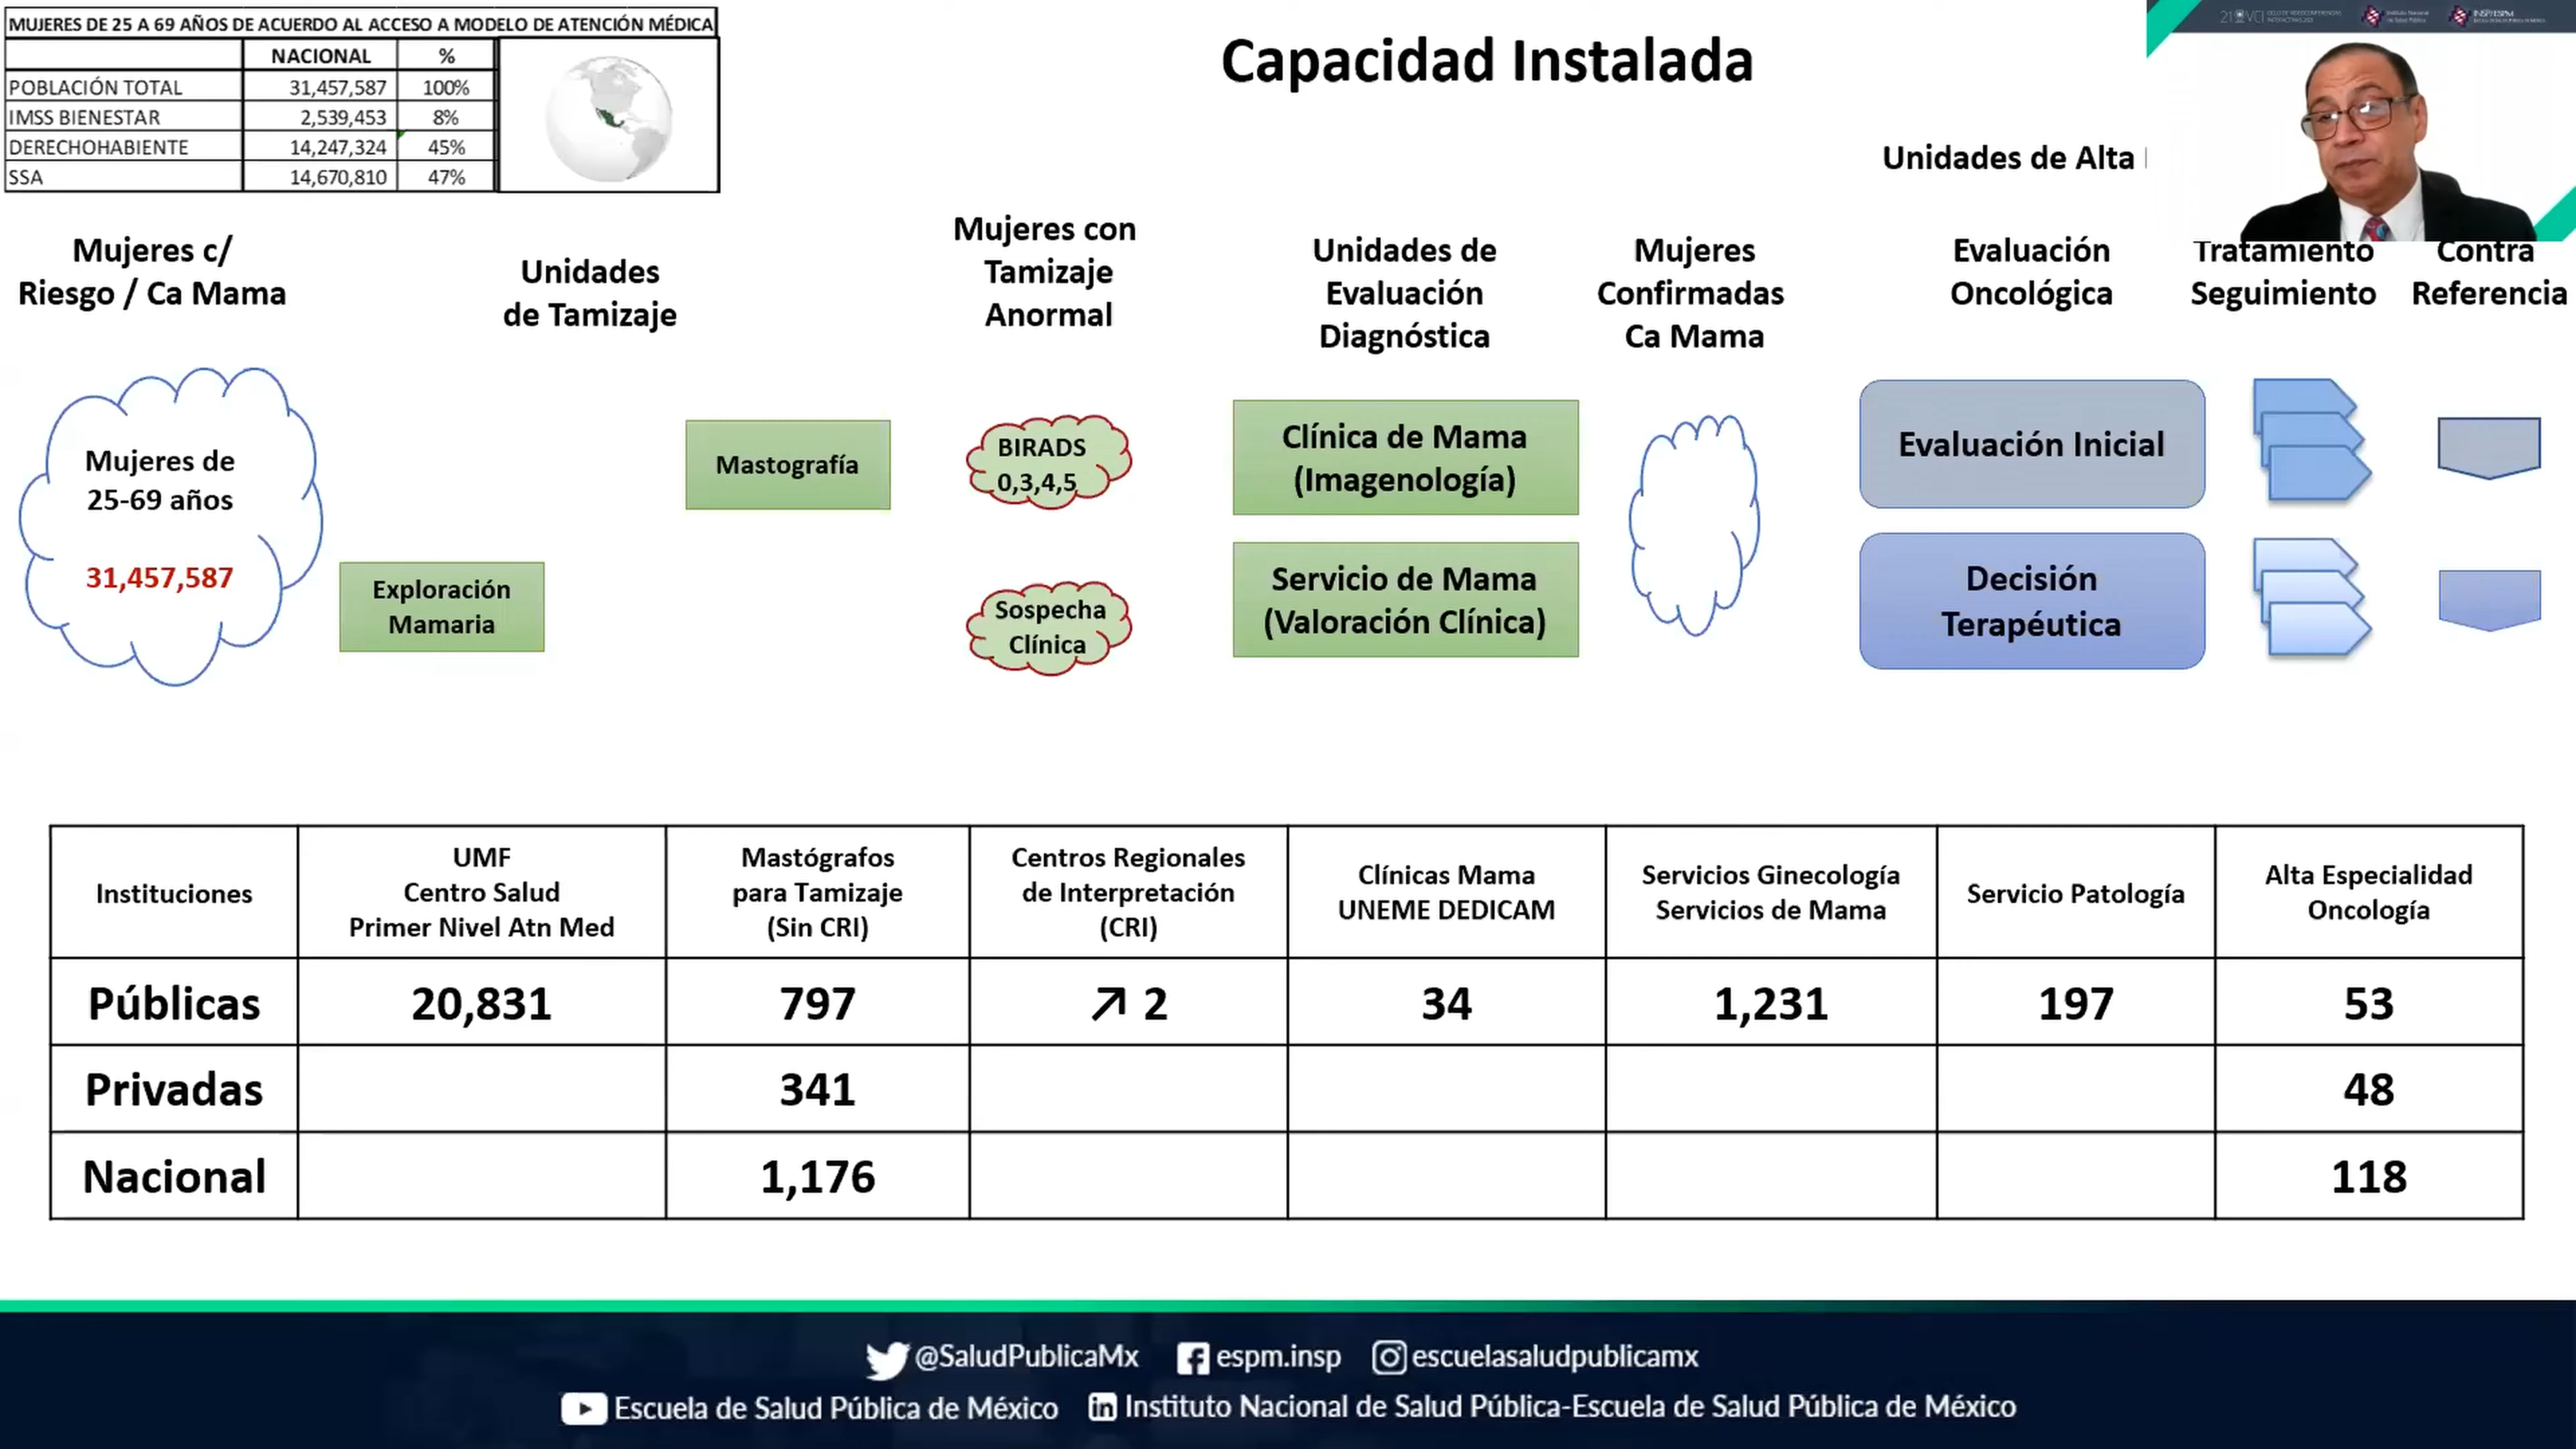 MUJERES DE 25 A 69 AÑOS DE ACUERDO AL ACCESO A MODELO DE ATENCIÓN MÉDICA
NACIONAL %
POBLACIÓN TOTAL 31,457,587 100%
IMSS BIENESTAR 2,539,453 8%
DERECHOHABIENTE 14,247,324 45%
SSA 14,670,810 47%
Capacidad Instalada
Unidades de Alta
Mujeres c/
Riesgo / Ca Mama
Unidades
de Tamizaje
Mujeres con
Tamizaje
Anormal
Unidades de
Evaluación
Diagnóstica
Mujeres
Confirmadas
Ca Mama
Evaluación
Oncológica
Tratamiento
Seguimiento
Contra
Referencia
Mujeres de
25-69 años
31,457,587
Exploración
Mamaria
Mastografía
BIRADS
0,3,4,5
Sospecha
Clínica
Clínica de Mama
(Imagenología)
Servicio de Mama
(Valoración Clínica)
Evaluación Inicial
Decisión
Terapéutica
Instituciones
UMF
Centro Salud
Primer Nivel Atn Med
Mastógrafos
para Tamizaje
(Sin CRI)
Centros Regionales
de Interpretación
(CRI)
Clínicas Mama
UNEME DEDICAM
Servicios Ginecología
Servicios de Mama
Servicio Patología
Alta Especialidad
Oncología
Públicas 20,831 797 ↗ 2 34 1,231 197 53
Privadas 341 48
Nacional 1,176 118
@SaludPublicaMx espm.insp escuelasaludpublicamx
Escuela de Salud Pública de México Instituto Nacional de Salud Pública-Escuela de Salud Pública de México